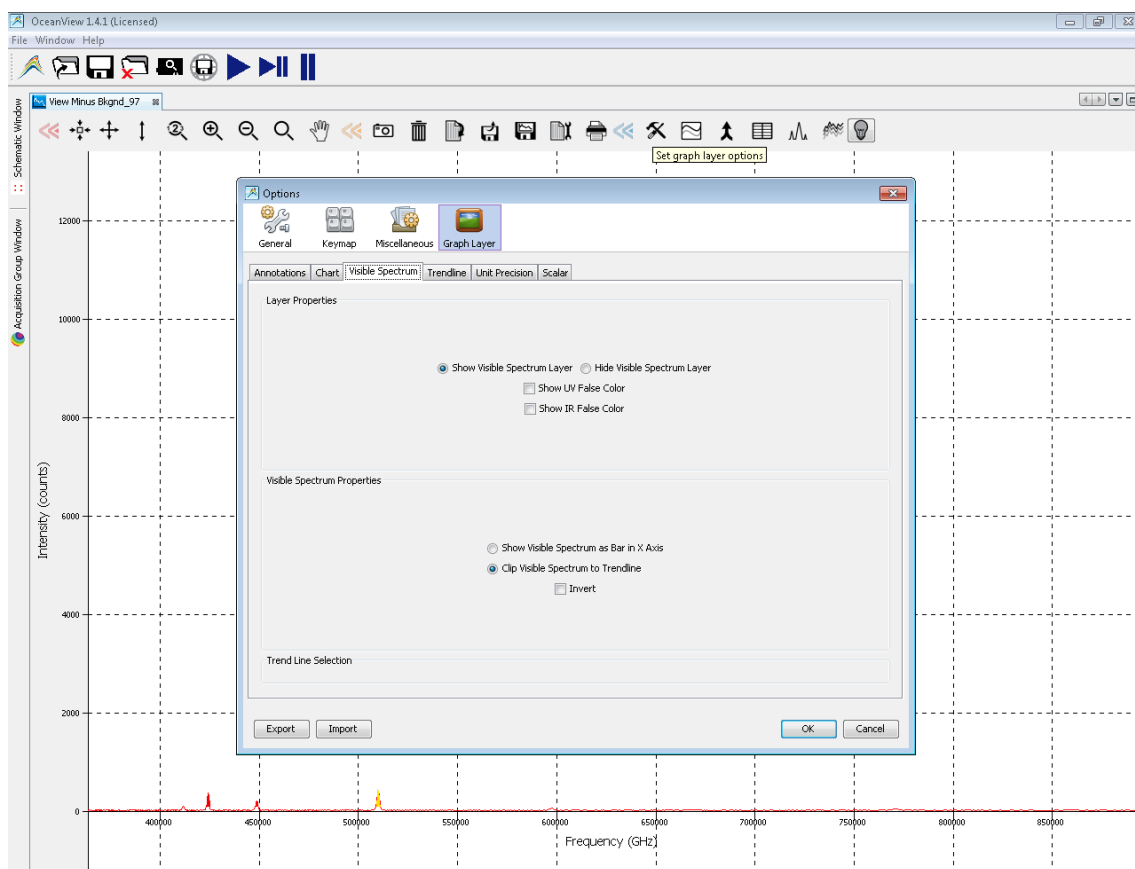 OceanView 1.4.1 (Licensed)
File Window Help
View Minus Bkgnd_97
Schematic Window
Acquisition Group Window
2
Set graph layer options
Options
General Keymap Miscellaneous Graph Layer
Annotations Chart Visible Spectrum Trendline Unit Precision Scalar
Layer Properties
Show Visible Spectrum Layer Hide Visible Spectrum Layer
Show UV False Color
Show IR False Color
Visible Spectrum Properties
Show Visible Spectrum as Bar in X Axis
Clip Visible Spectrum to Trendline
Invert
Trend Line Selection
Export Import OK Cancel
Intensity (counts)
12000
10000
8000
6000
4000
2000
0
400000 450000 500000 550000 600000 650000 700000 750000 800000 850000
Frequency (GHz)